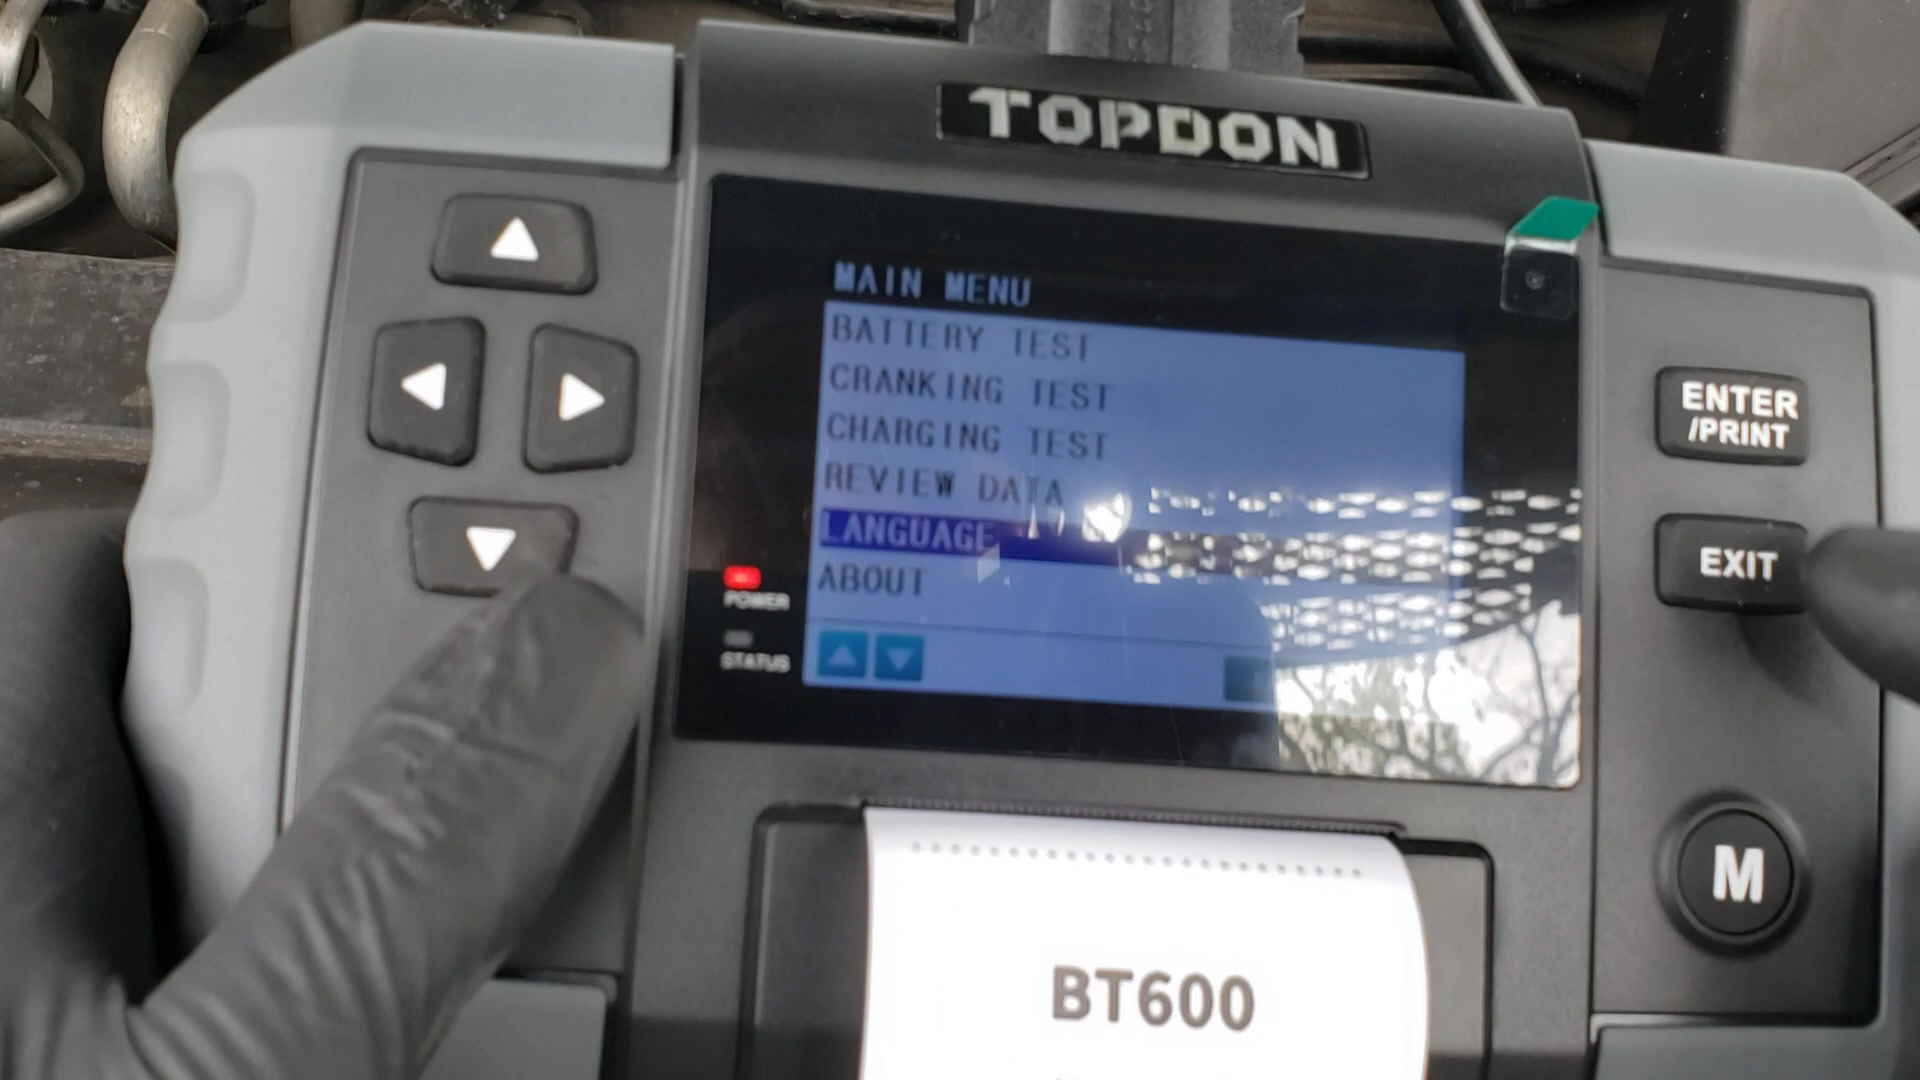 TOPDON
MAIN MENU
BATTERY TEST
CRANKING TEST
CHARGING TEST
REVIEW DATA
LANGUAGE
ABOUT
POWER
STATUS
ENTER
/PRINT
EXIT
M
BT600